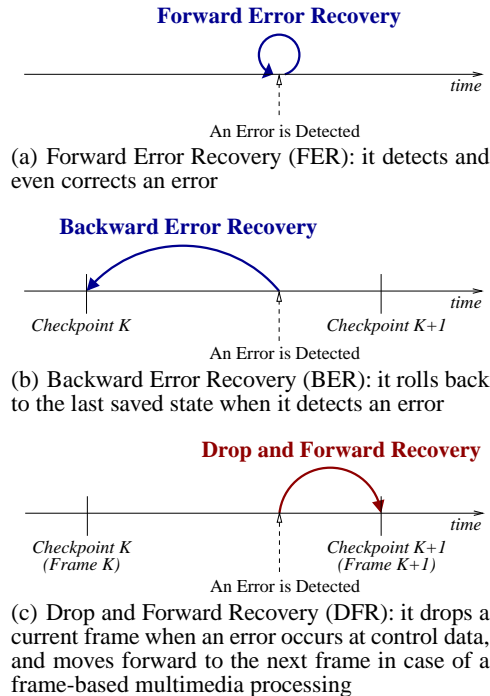 Forward Error Recovery
time
An Error is Detected
(a) Forward Error Recovery (FER): it detects and
even corrects an error
Backward Error Recovery
time
Checkpoint K
Checkpoint K+1
An Error is Detected
(b) Backward Error Recovery (BER): it rolls back
to the last saved state when it detects an error
Drop and Forward Recovery
time
Checkpoint K
(Frame K)
Checkpoint K+1
(Frame K+1)
An Error is Detected
(c) Drop and Forward Recovery (DFR): it drops a
current frame when an error occurs at control data,
and moves forward to the next frame in case of a
frame-based multimedia processing